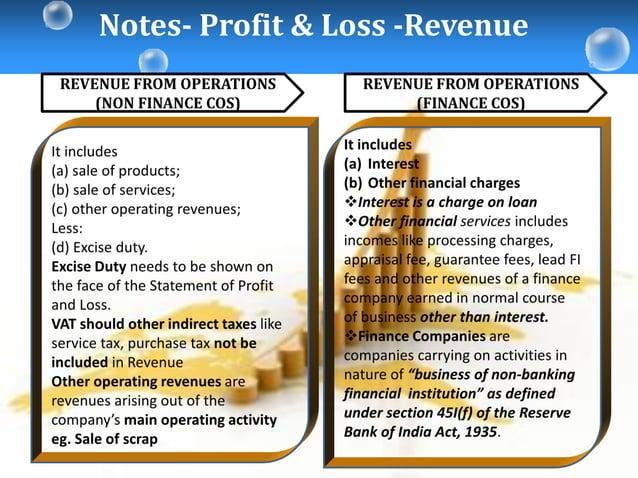 Notes- Profit & Loss -Revenue
REVENUE FROM OPERATIONS
(NON FINANCE COS)
It includes
(a) sale of products;
(b) sale of services;
(c) other operating revenues;
Less:
(d) Excise duty.
Excise Duty needs to be shown on
the face of the Statement of Profit
and Loss.
VAT should other indirect taxes like
service tax, purchase tax not be
included in Revenue
Other operating revenues are
revenues arising out of the
company’s main operating activity
eg. Sale of scrap
REVENUE FROM OPERATIONS
(FINANCE COS)
It includes
(a) Interest
(b) Other financial charges
❖Interest is a charge on loan
❖Other financial services includes
incomes like processing charges,
appraisal fee, guarantee fees, lead FI
fees and other revenues of a finance
company earned in normal course
of business other than interest.
❖Finance Companies are
companies carrying on activities in
nature of “business of non-banking
financial institution” as defined
under section 45I(f) of the Reserve
Bank of India Act, 1935.